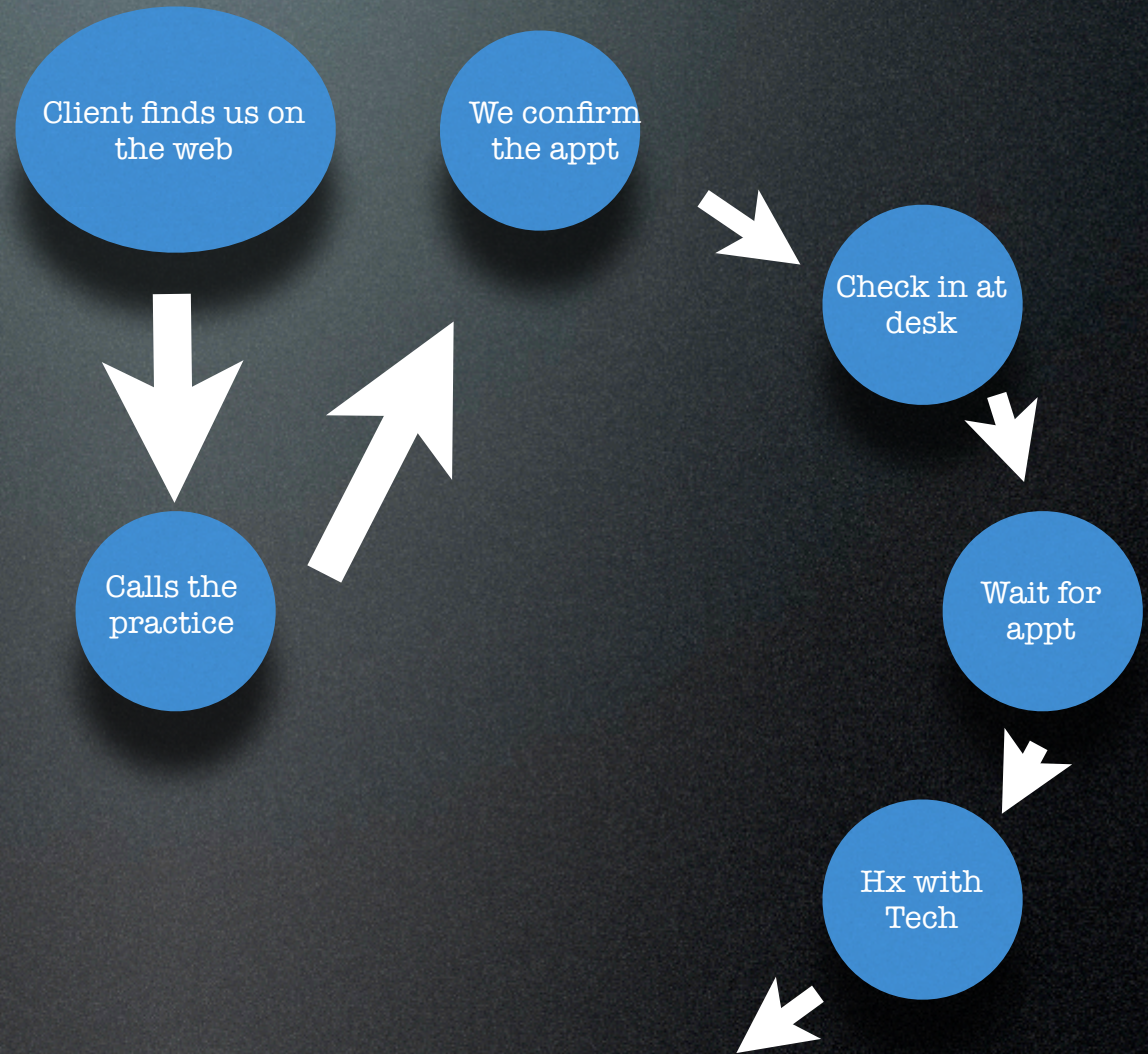 Client finds us on
the web
Calls the
practice
We confirm
the appt
Check in at
desk
Wait for
appt
Hx with
Tech